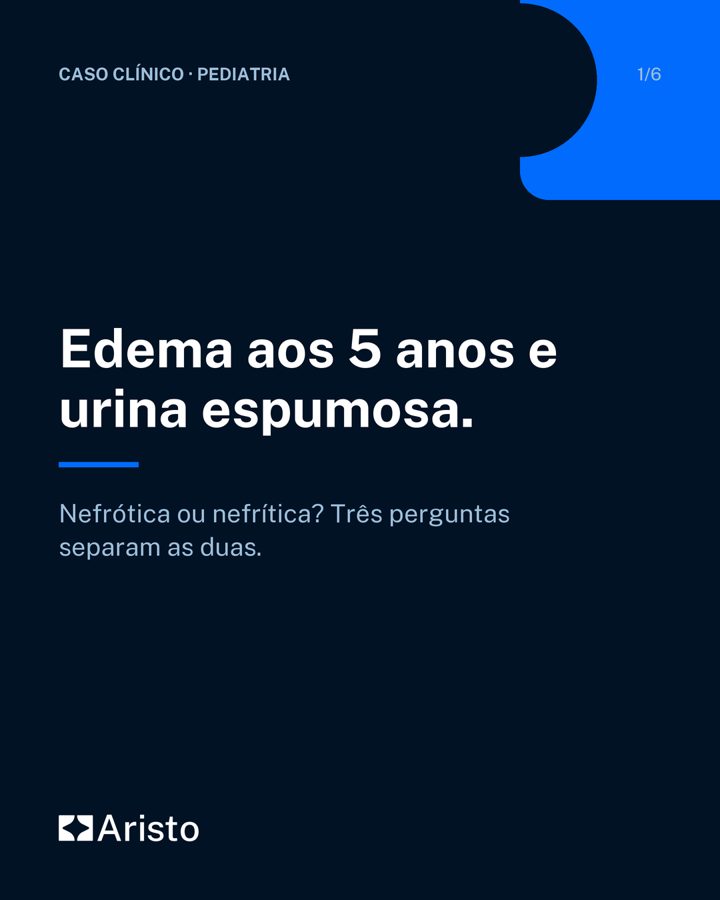 CASO CLÍNICO · PEDIATRIA
1/6
Edema aos 5 anos e
urina espumosa.
Nefrótica ou nefrítica? Três perguntas
separam as duas.
Aristo